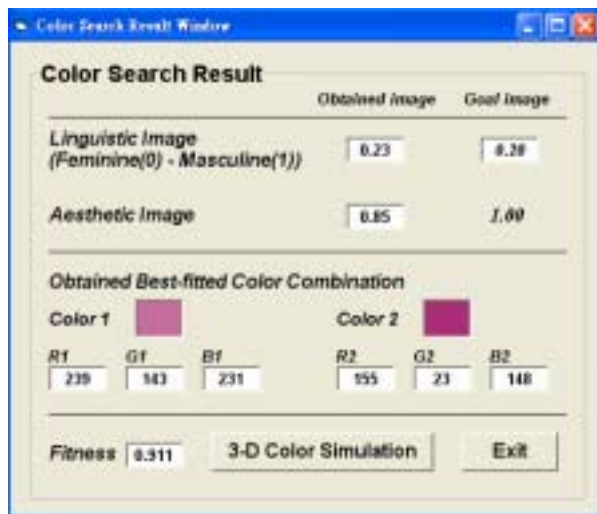 Color Search Result Window
Color Search Result
Obtained Image Goal Image
Linguistic Image
(Feminine(0) - Masculine(1))
0.23 0.20
Aesthetic Image 0.85 1.00
Obtained Best-fitted Color Combination
Color 1 Color 2
R1 G1 B1 R2 G2 B2
239 143 231 155 23 148
Fitness 0.911 3-D Color Simulation Exit